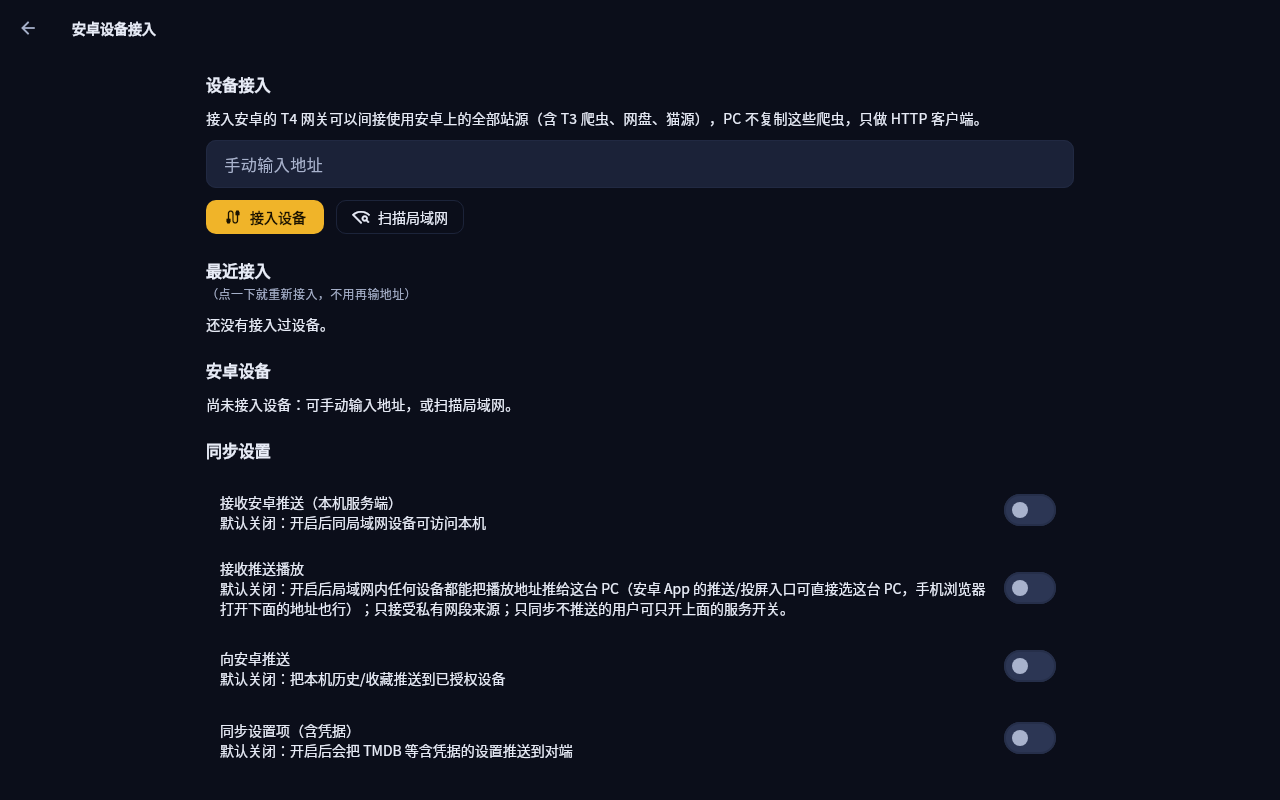 安卓设备接入
设备接入
接入安卓的 T4 网关可以间接使用安卓上的全部站源（含 T3 爬虫、网盘、猫源），PC 不复制这些爬虫，只做 HTTP 客户端。
手动输入地址
接入设备
扫描局域网
最近接入
（点一下就重新接入，不用再输地址）
还没有接入过设备。
安卓设备
尚未接入设备：可手动输入地址，或扫描局域网。
同步设置
接收安卓推送（本机服务端）
默认关闭：开启后同局域网设备可访问本机
接收推送播放
默认关闭：开启后局域网内任何设备都能把播放地址推给这台 PC（安卓 App 的推送/投屏入口可直接选这台 PC，手机浏览器
打开下面的地址也行）；只接受私有网段来源；只同步不推送的用户可只开上面的服务开关。
向安卓推送
默认关闭：把本机历史/收藏推送到已授权设备
同步设置项（含凭据）
默认关闭：开启后会把 TMDB 等含凭据的设置推送到对端